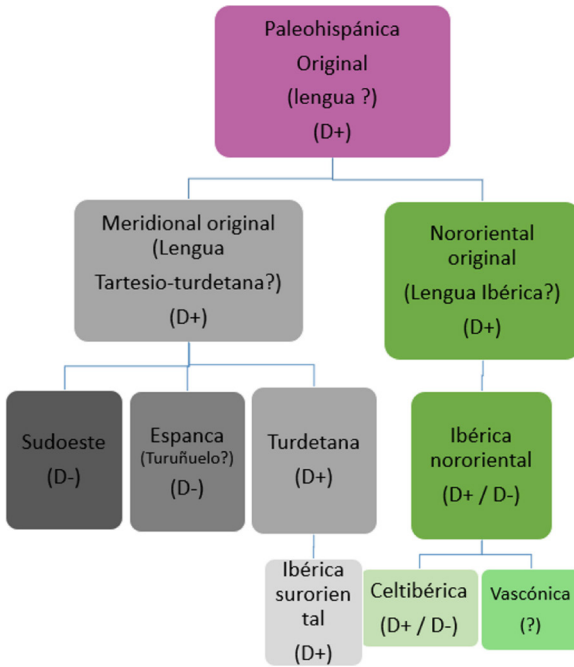 Paleohispánica
Original
(lengua ?)
(D+)
Meridional original
(Lengua
Tartesio-turdetana?)
(D+)
Nororiental
original
(Lengua Ibérica?)
(D+)
Sudoeste
(D-)
Espanca
(Turuñuelo?)
(D-)
Turdetana
(D+)
Ibérica
nororiental
(D+ / D-)
Ibérica
surorien
tal
(D+)
Celtibérica
(D+ / D-)
Vascónica
(?)